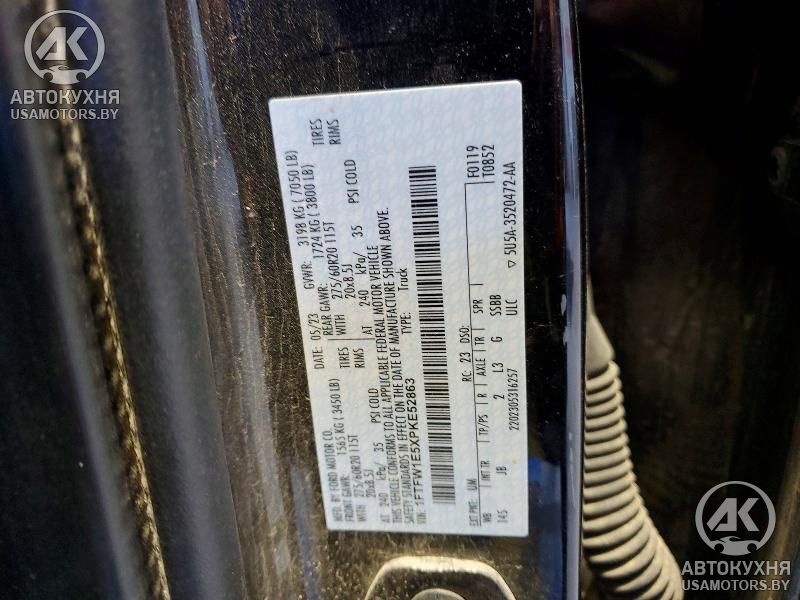 АК
АВТОКУХНЯ
USAMOTORS.BY
MFD. BY FORD MOTOR CO.
DATE: 05/23
GVWR: 3198 KG ( 7050 LB)
FRONT GAWR: 1565 KG ( 3450 LB)
REAR GAWR: 1724 KG ( 3800 LB)
WITH 275/60R20 115T TIRES
WITH 275/60R20 115T TIRES
20x8.5J RIMS
20x8.5J RIMS
AT 240 kPa/ 35 PSI COLD
AT 240 kPa/ 35 PSI COLD
THIS VEHICLE CONFORMS TO ALL APPLICABLE FEDERAL MOTOR VEHICLE
SAFETY STANDARDS IN EFFECT ON THE DATE OF MANUFACTURE SHOWN ABOVE.
VIN: 1FTFW1E5XPKE52863
TYPE: Truck
F0119
T0852
EXT PNT: UM RC: 23 DSO:
WB INT TR TP/PS R AXLE TR SPR
145 JB 2 L3 G SSBB
2202305316257 ULC
▽ 5U5A-3520472-AA
АК
АВТОКУХНЯ
USAMOTORS.BY